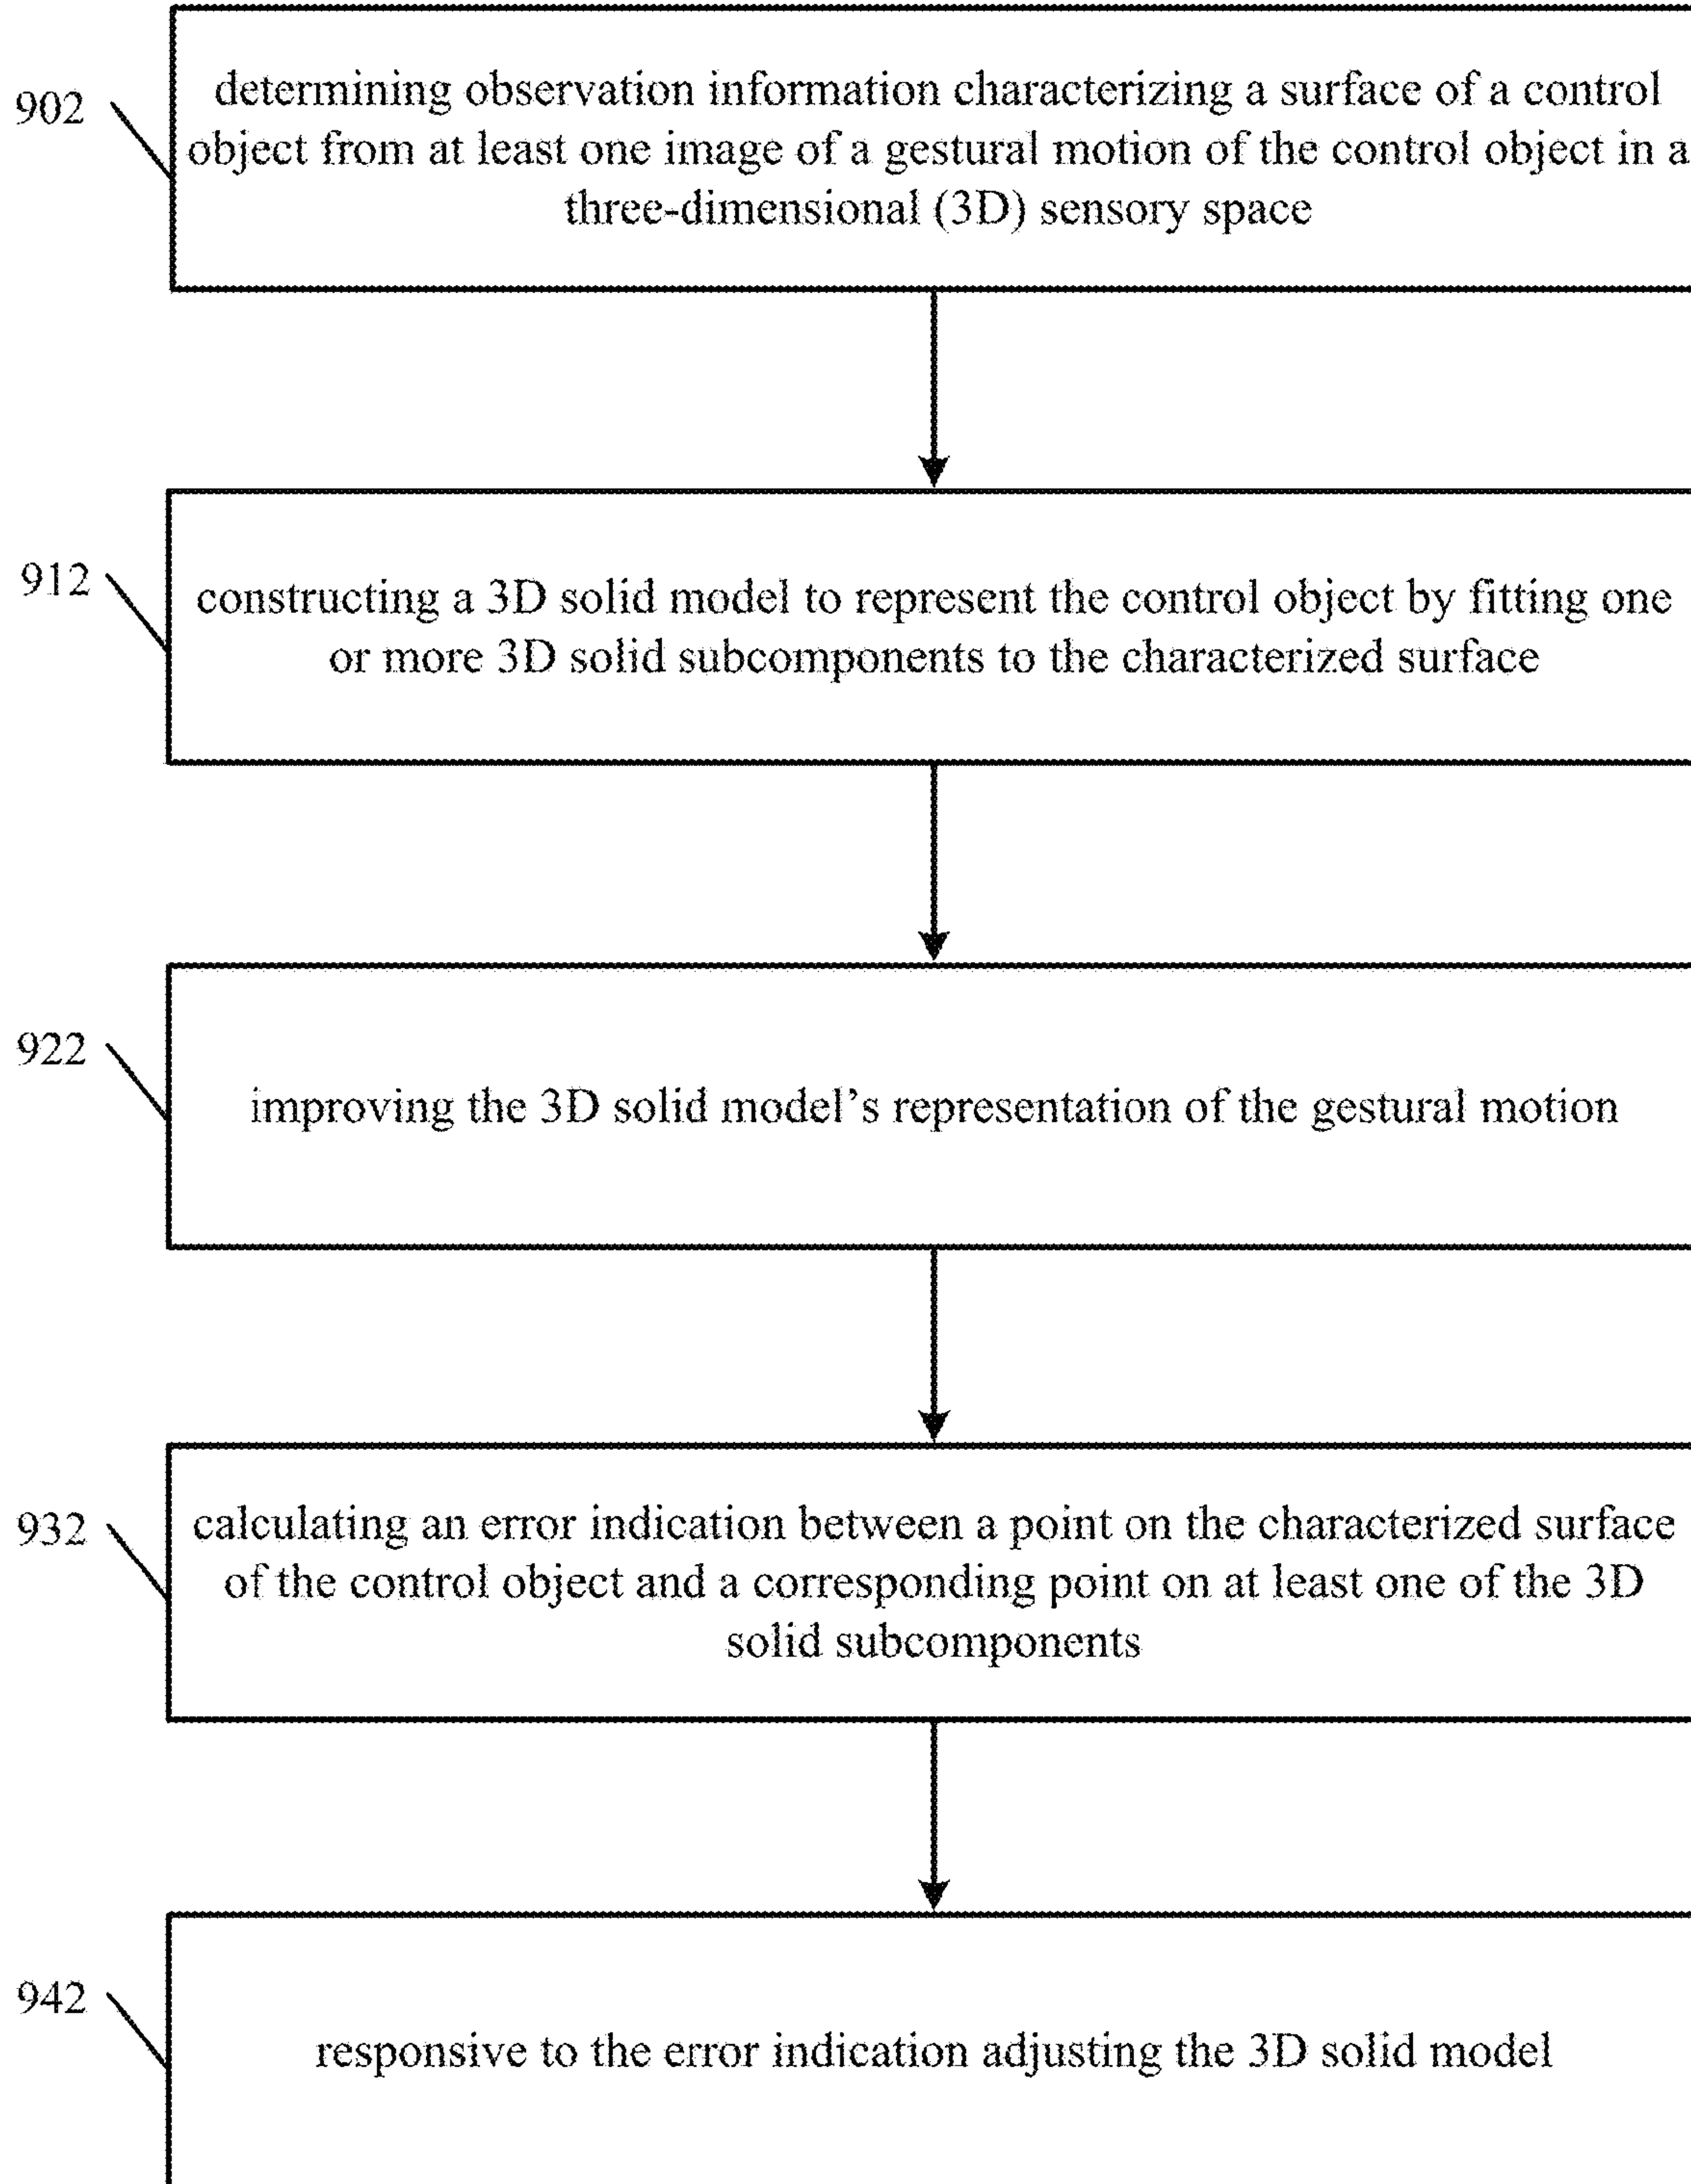 902
determining observation information characterizing a surface of a control
object from at least one image of a gestural motion of the control object in a
three-dimensional (3D) sensory space
912
constructing a 3D solid model to represent the control object by fitting one
or more 3D solid subcomponents to the characterized surface
922
improving the 3D solid model’s representation of the gestural motion
932
calculating an error indication between a point on the characterized surface
of the control object and a corresponding point on at least one of the 3D
solid subcomponents
942
responsive to the error indication adjusting the 3D solid model